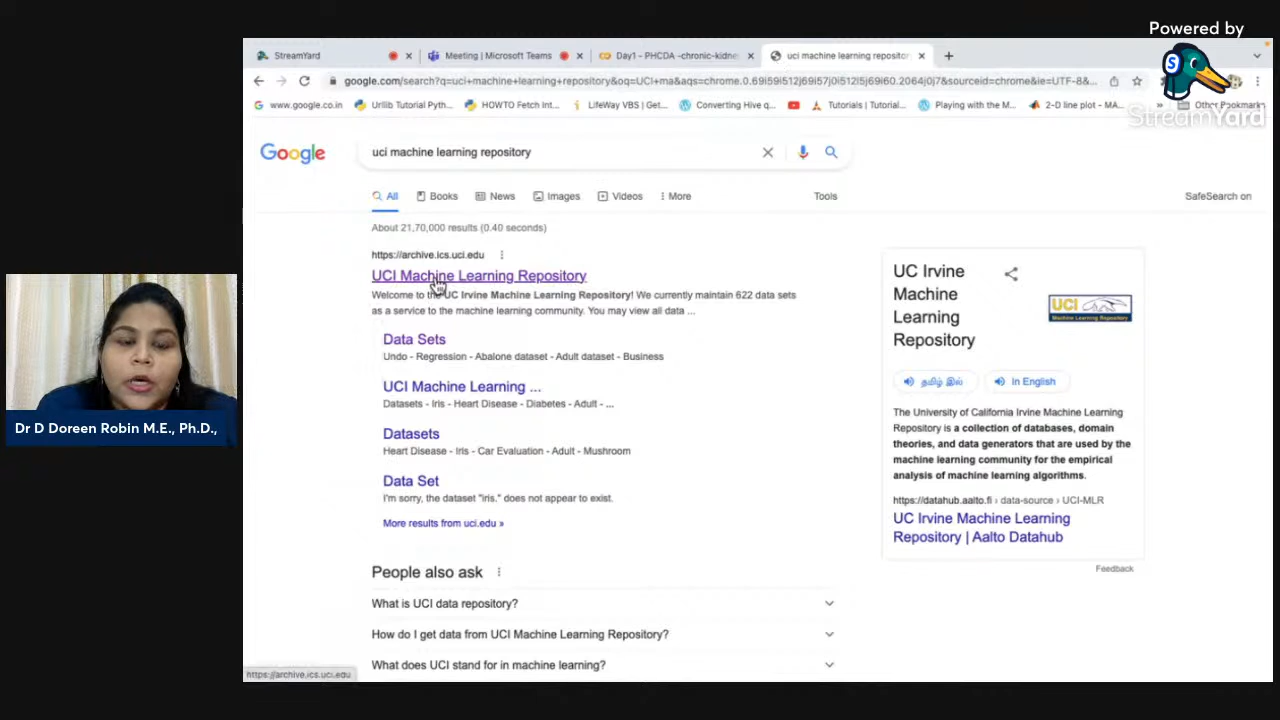 Powered by
StreamYard
StreamYard
Meeting | Microsoft Teams
Day1 - PHCDA -chronic-kidne
uci machine learning repositor
google.com/search?q=uci+machine+learning+repository&oq=UCI+ma&aqs=chrome.0.69i59i512j69i57j0i512l5j69i60.2064j0j7&sourceid=chrome&ie=UTF-8&...
www.google.co.in
Urllib Tutorial Pyth...
HOWTO Fetch Int...
LifeWay VBS | Get...
Converting Hive q...
Tutorials | Tutorial...
Playing with the M...
2-D line plot - MA...
»
Other Bookmarks
Google
uci machine learning repository
All
Books
News
Images
Videos
More
Tools
SafeSearch on
About 21,70,000 results (0.40 seconds)
https://archive.ics.uci.edu
UCI Machine Learning Repository
Welcome to the UC Irvine Machine Learning Repository! We currently maintain 622 data sets
as a service to the machine learning community. You may view all data ...
Data Sets
Undo - Regression - Abalone dataset - Adult dataset - Business
UCI Machine Learning ...
Datasets - Iris - Heart Disease - Diabetes - Adult - ...
Datasets
Heart Disease - Iris - Car Evaluation - Adult - Mushroom
Data Set
I'm sorry, the dataset "iris." does not appear to exist.
More results from uci.edu »
People also ask
What is UCI data repository?
How do I get data from UCI Machine Learning Repository?
What does UCI stand for in machine learning?
UC Irvine
Machine
Learning
Repository
UCI
Machine Learning Repository
தமிழ் இல்
In English
The University of California Irvine Machine Learning
Repository is a collection of databases, domain
theories, and data generators that are used by the
machine learning community for the empirical
analysis of machine learning algorithms.
https://datahub.aalto.fi › data-source › UCI-MLR
UC Irvine Machine Learning
Repository | Aalto Datahub
Feedback
https://archive.ics.uci.edu
Dr D Doreen Robin M.E., Ph.D.,